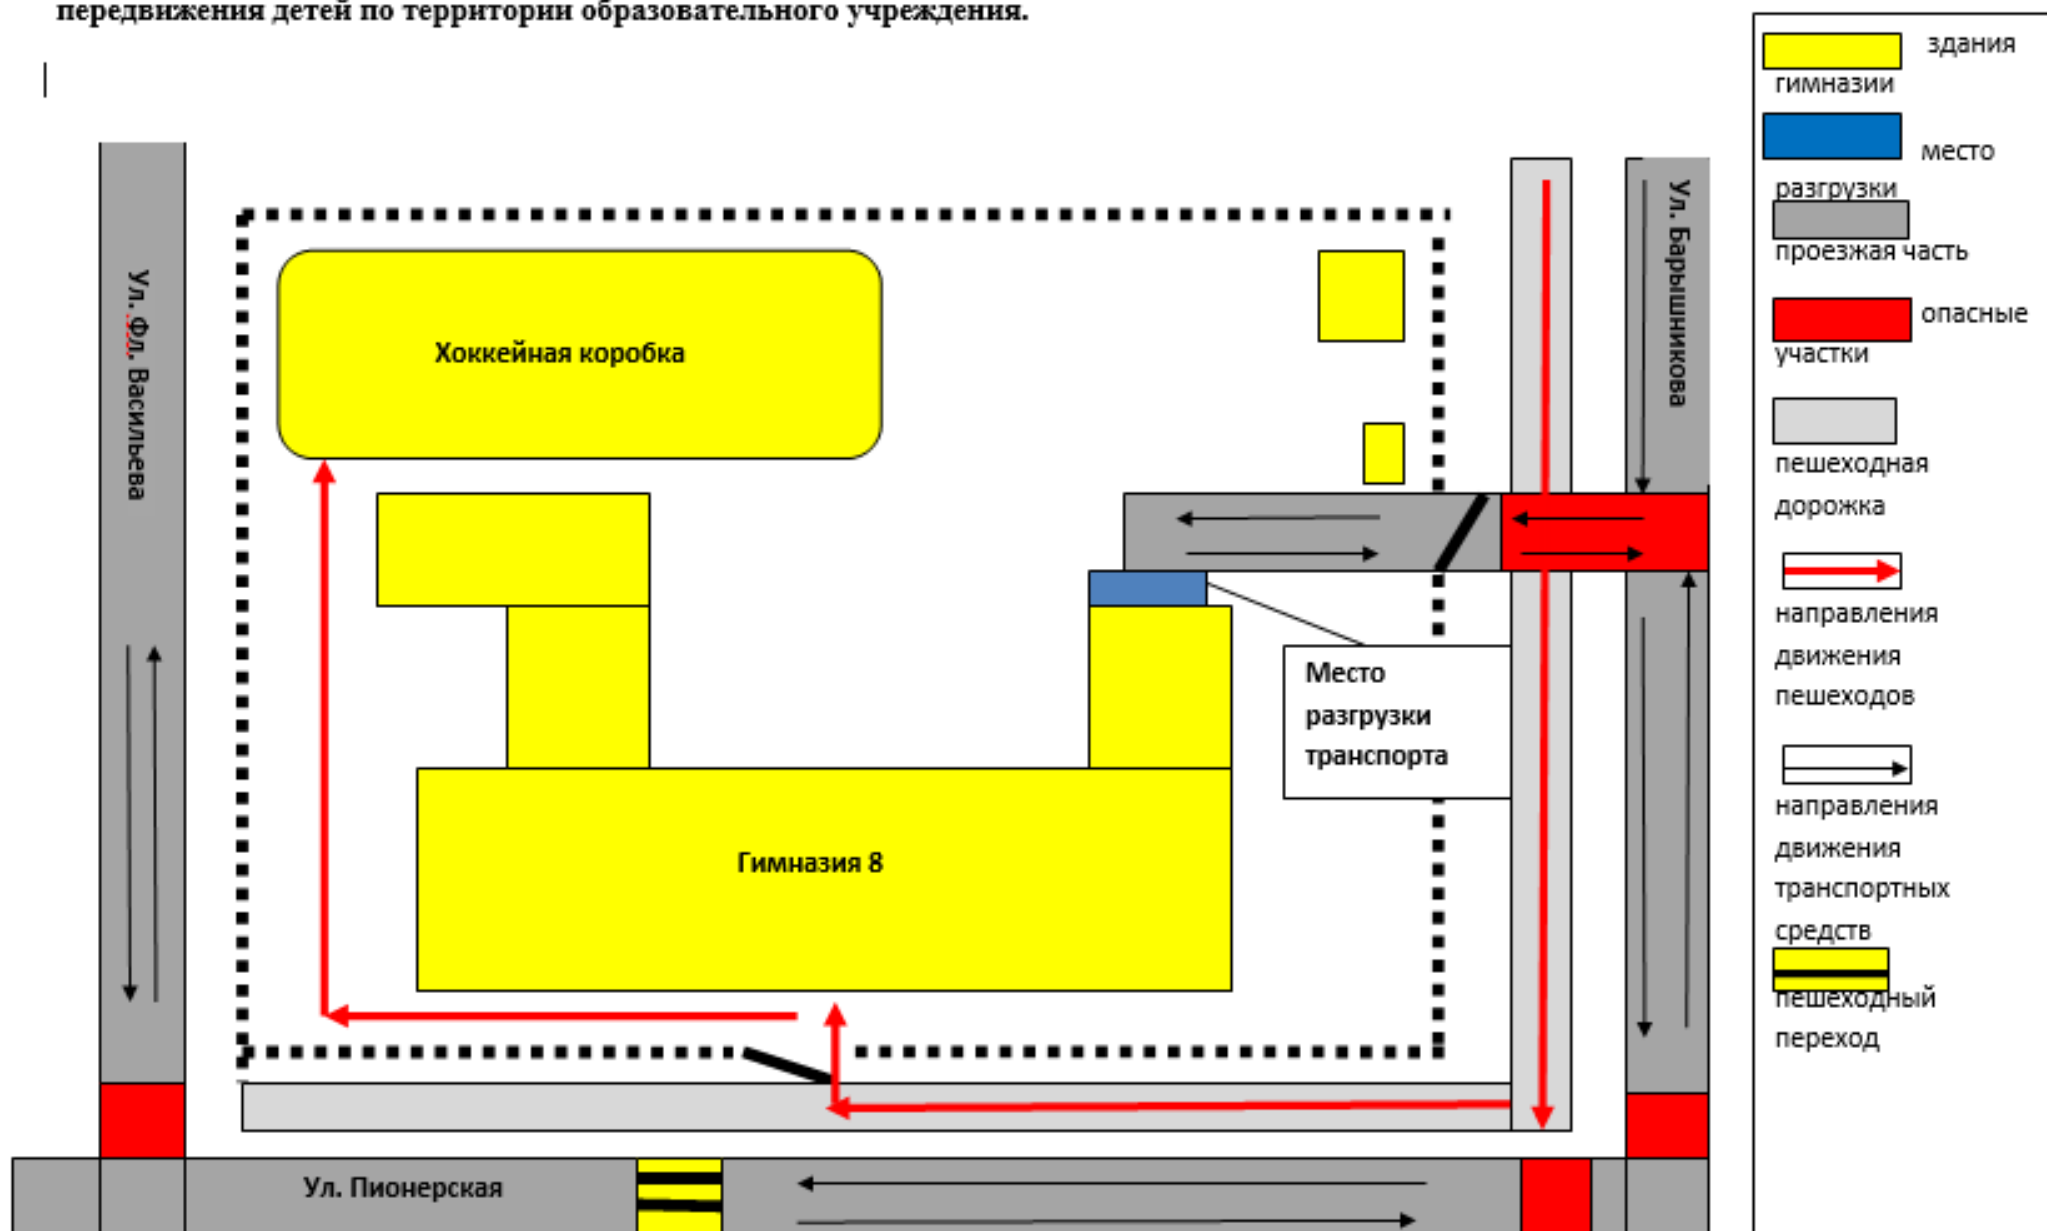 передвижения детей по территории образовательного учреждения.
Ул. Фл. Васильева
Хоккейная коробка
Ул. Барышникова
Место
разгрузки
транспорта
Гимназия 8
Ул. Пионерская
здания
гимназии
место
разгрузки
проезжая часть
опасные
участки
пешеходная
дорожка
направления
движения
пешеходов
направления
движения
транспортных
средств
пешеходный
переход